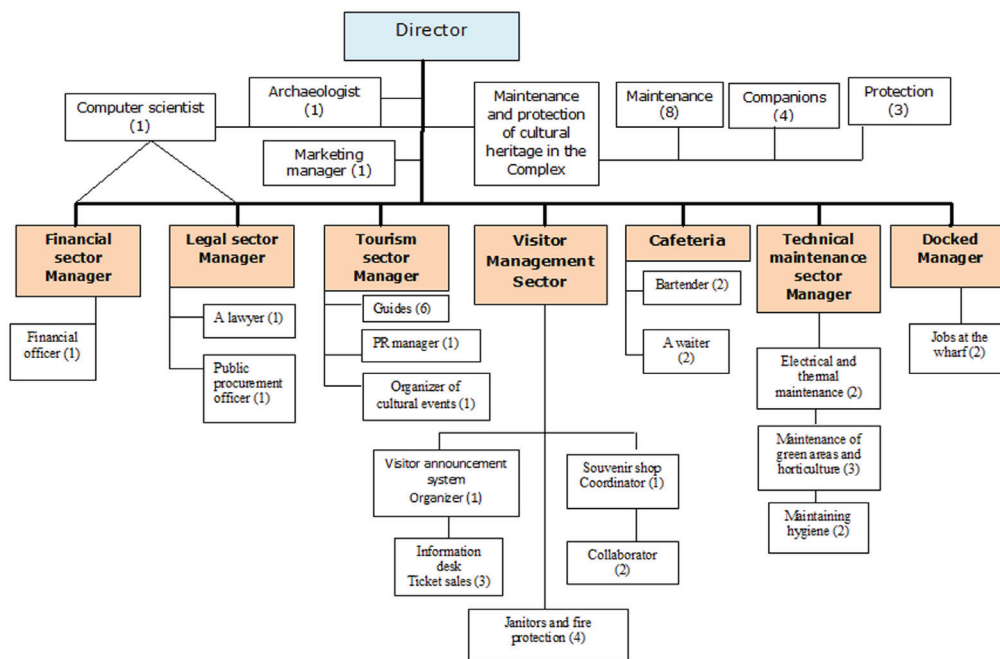 Director
Computer scientist
(1)
Archaeologist
(1)
Marketing
manager (1)
Maintenance
and protection
of cultural
heritage in the
Complex
Maintenance
(8)
Companions
(4)
Protection
(3)
Financial
sector
Manager
Financial
officer (1)
Legal sector
Manager
A lawyer (1)
Public
procurement
officer (1)
Tourism
sector
Manager
Guides (6)
PR manager (1)
Organizer of
cultural events (1)
Visitor
Management
Sector
Visitor announcement
system
Organizer (1)
Information
desk
Ticket sales (3)
Souvenir shop
Coordinator (1)
Collaborator
(2)
Janitors and fire
protection (4)
Cafeteria
Bartender (2)
A waiter
(2)
Technical
maintenance
sector
Manager
Electrical and
thermal
maintenance (2)
Maintenance of
green areas and
horticulture (3)
Maintaining
hygiene (2)
Docked
Manager
Jobs at the
wharf (2)